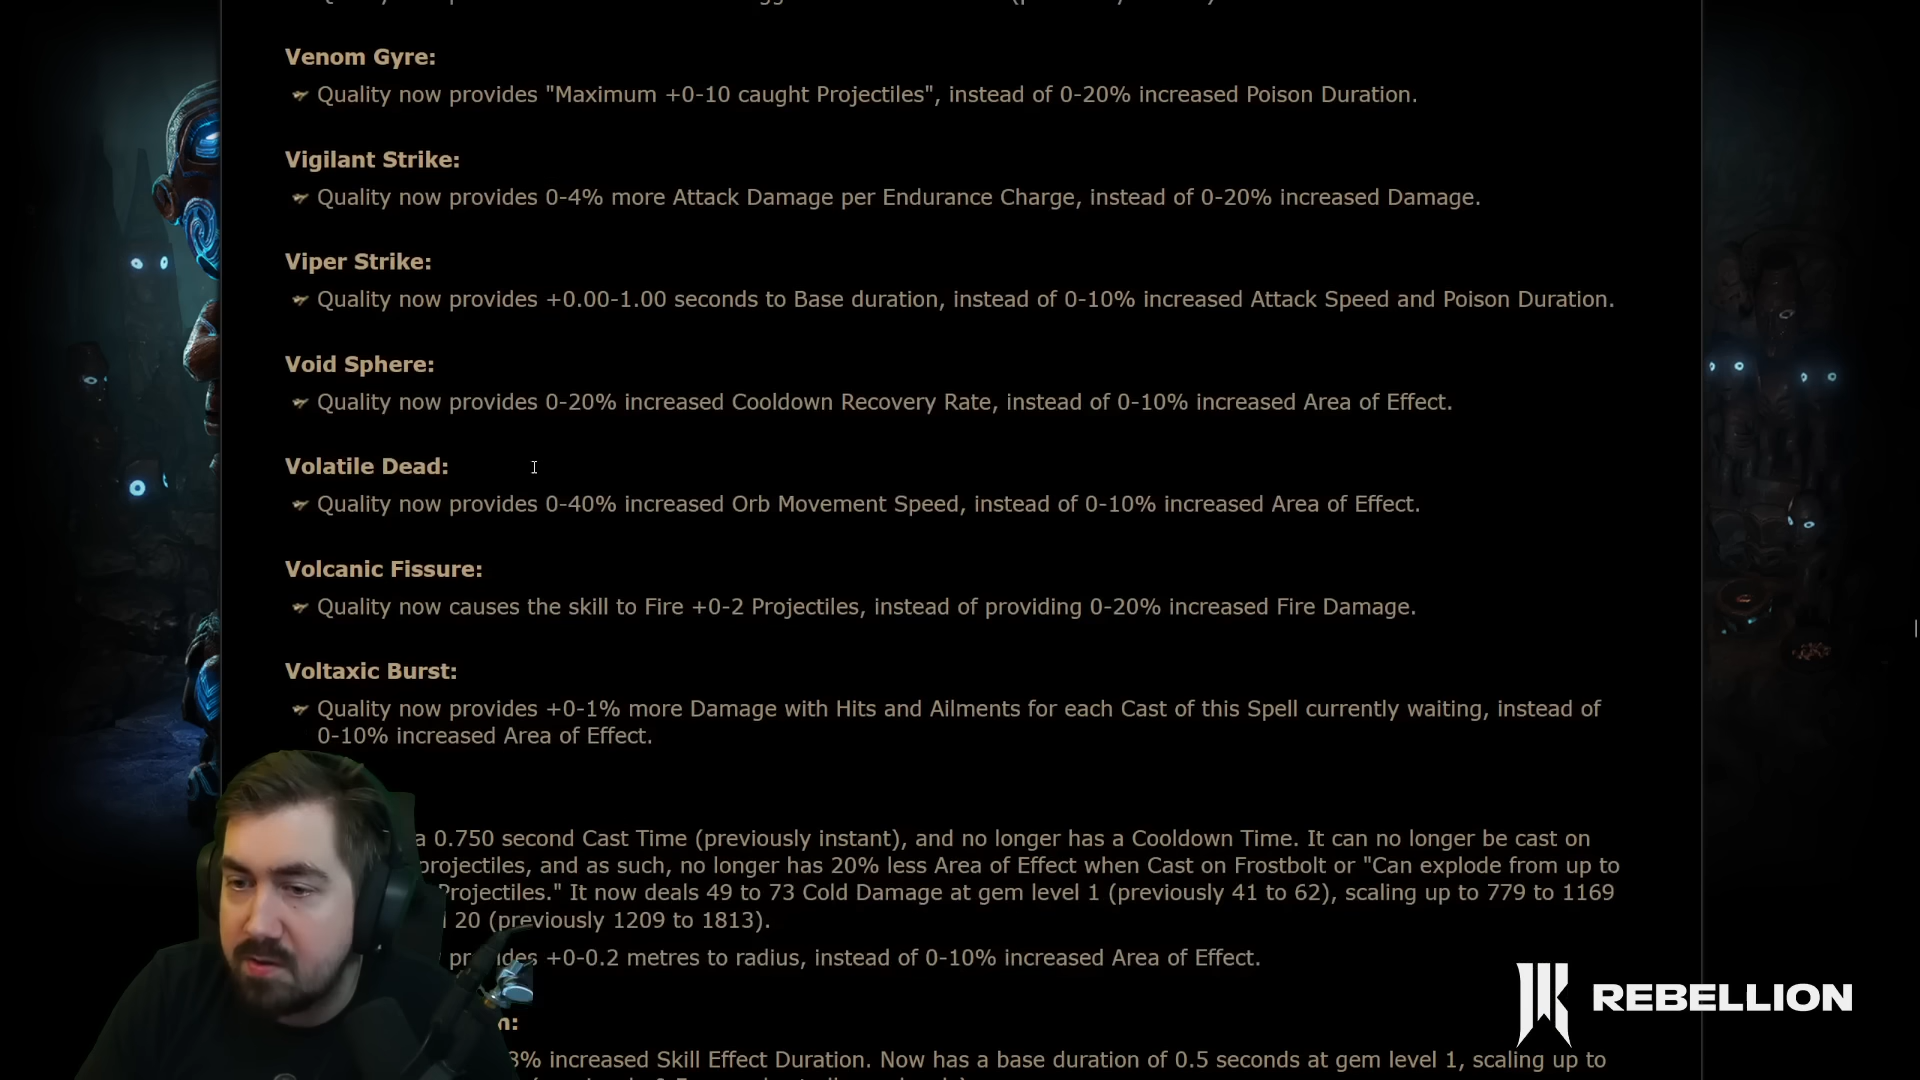 Venom Gyre:
Quality now provides "Maximum +0-10 caught Projectiles", instead of 0-20% increased Poison Duration.
Vigilant Strike:
Quality now provides 0-4% more Attack Damage per Endurance Charge, instead of 0-20% increased Damage.
Viper Strike:
Quality now provides +0.00-1.00 seconds to Base duration, instead of 0-10% increased Attack Speed and Poison Duration.
Void Sphere:
Quality now provides 0-20% increased Cooldown Recovery Rate, instead of 0-10% increased Area of Effect.
Volatile Dead:
Quality now provides 0-40% increased Orb Movement Speed, instead of 0-10% increased Area of Effect.
Volcanic Fissure:
Quality now causes the skill to Fire +0-2 Projectiles, instead of providing 0-20% increased Fire Damage.
Voltaxic Burst:
Quality now provides +0-1% more Damage with Hits and Ailments for each Cast of this Spell currently waiting, instead of
0-10% increased Area of Effect.
a 0.750 second Cast Time (previously instant), and no longer has a Cooldown Time. It can no longer be cast on
projectiles, and as such, no longer has 20% less Area of Effect when Cast on Frostbolt or "Can explode from up to
Projectiles." It now deals 49 to 73 Cold Damage at gem level 1 (previously 41 to 62), scaling up to 779 to 1169
20 (previously 1209 to 1813).
+0-0.2 metres to radius, instead of 0-10% increased Area of Effect.
increased Skill Effect Duration. Now has a base duration of 0.5 seconds at gem level 1, scaling up to
REBELLION